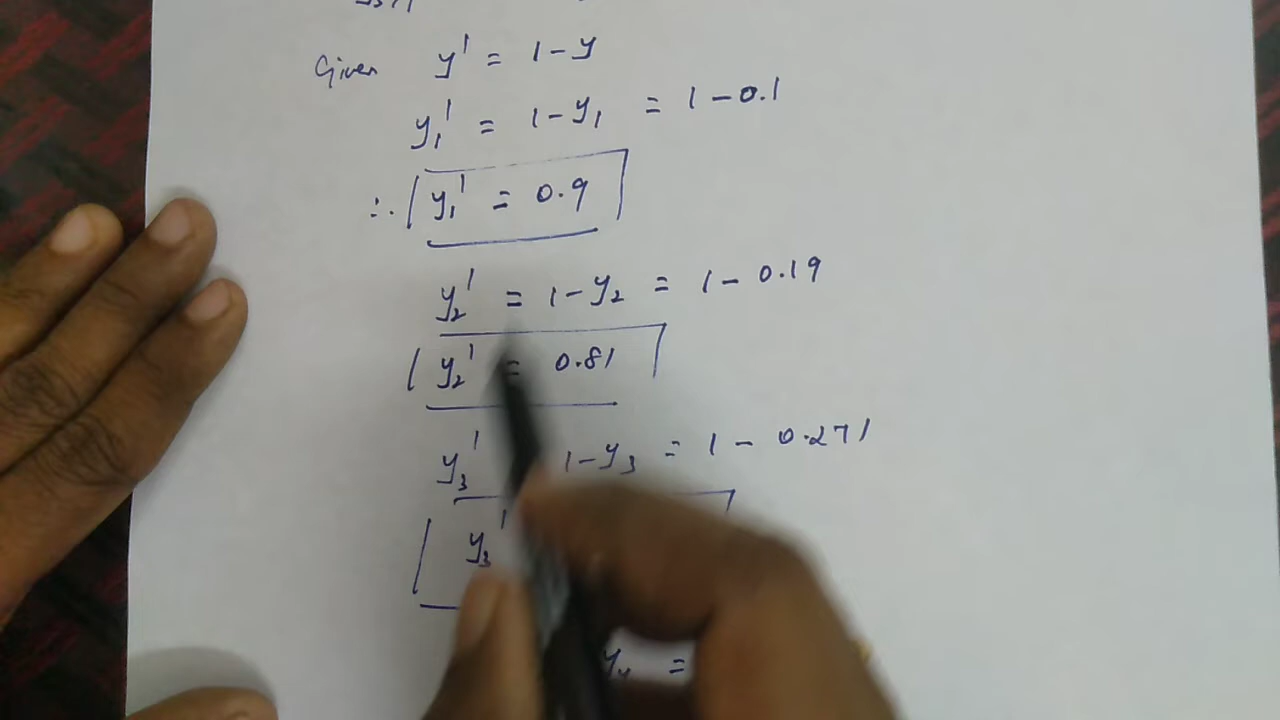 Given y' = 1 - y
y₁' = 1 - y₁ = 1 - 0.1
∴ y₁' = 0.9
y₂' = 1 - y₂ = 1 - 0.19
y₂' = 0.81
y₃' 1 - y₃ = 1 - 0.271
y₃'
y₄ =